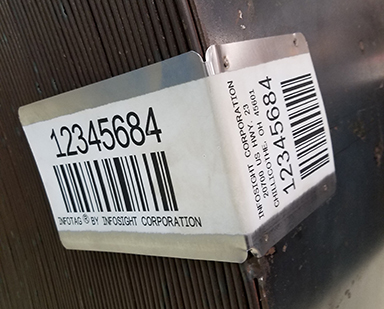 12345684
INFOTAG® BY INFOSIGHT CORPORATION
INFOSIGHT CORPORATION
20700 US HWY 23
CHILLICOTHE, OH 45601
12345684